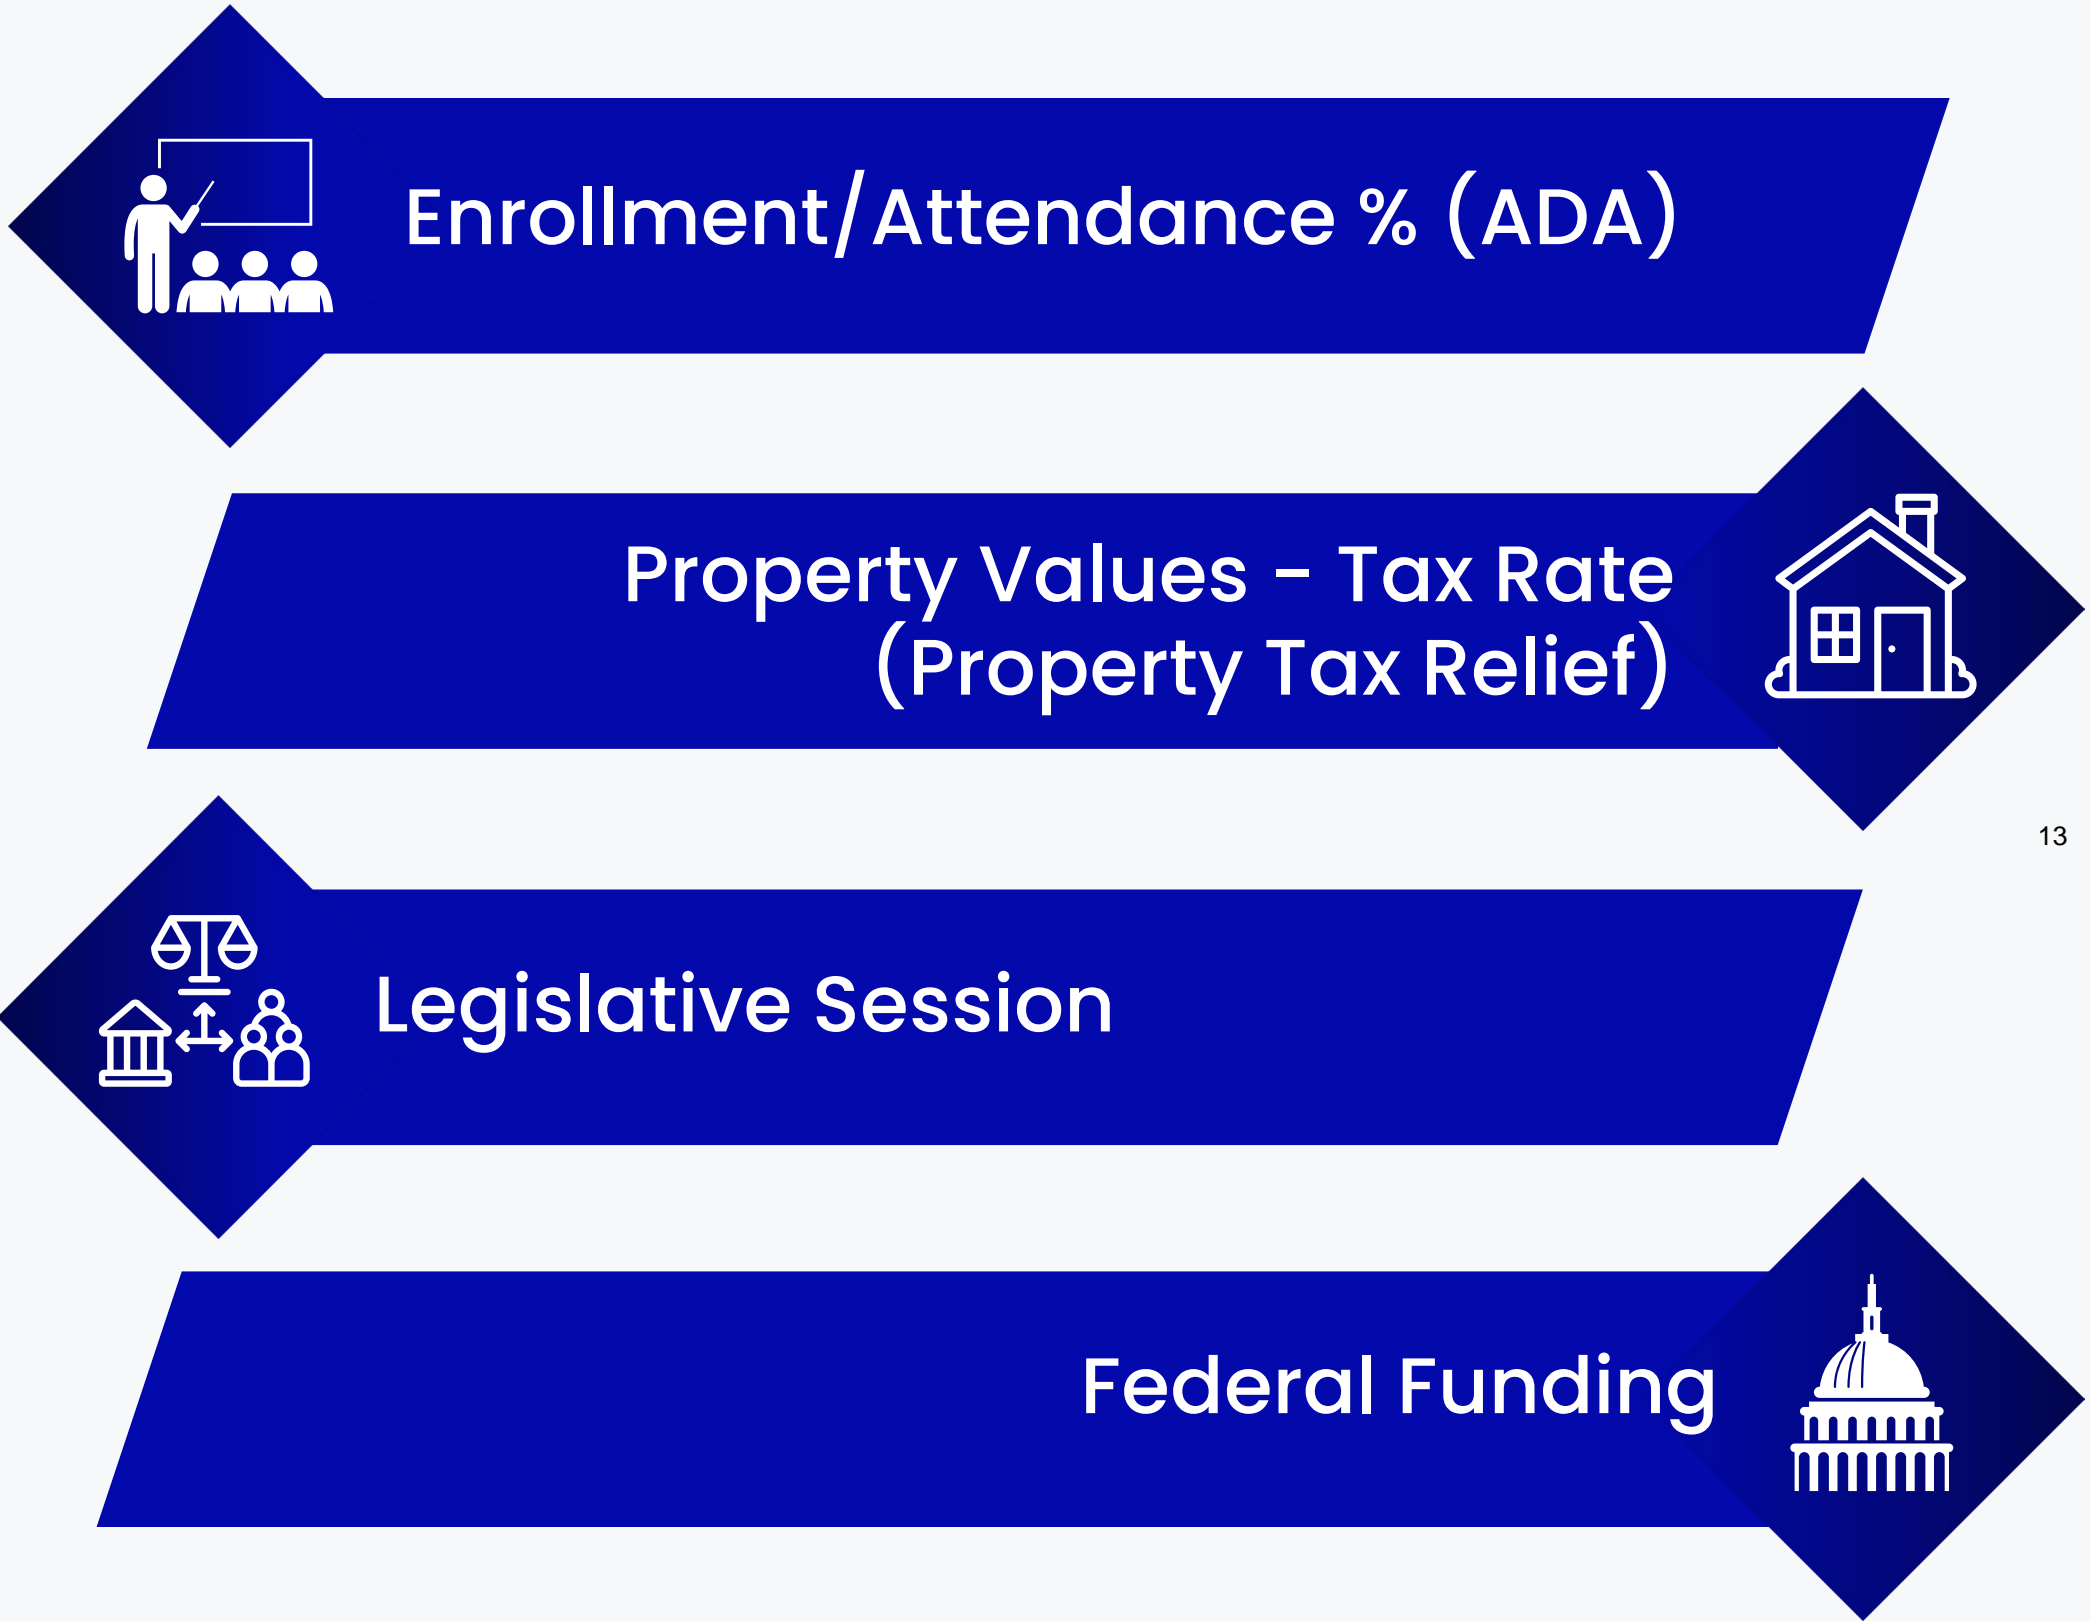 Enrollment/Attendance % (ADA)
Property Values - Tax Rate
(Property Tax Relief)
13
Legislative Session
Federal Funding